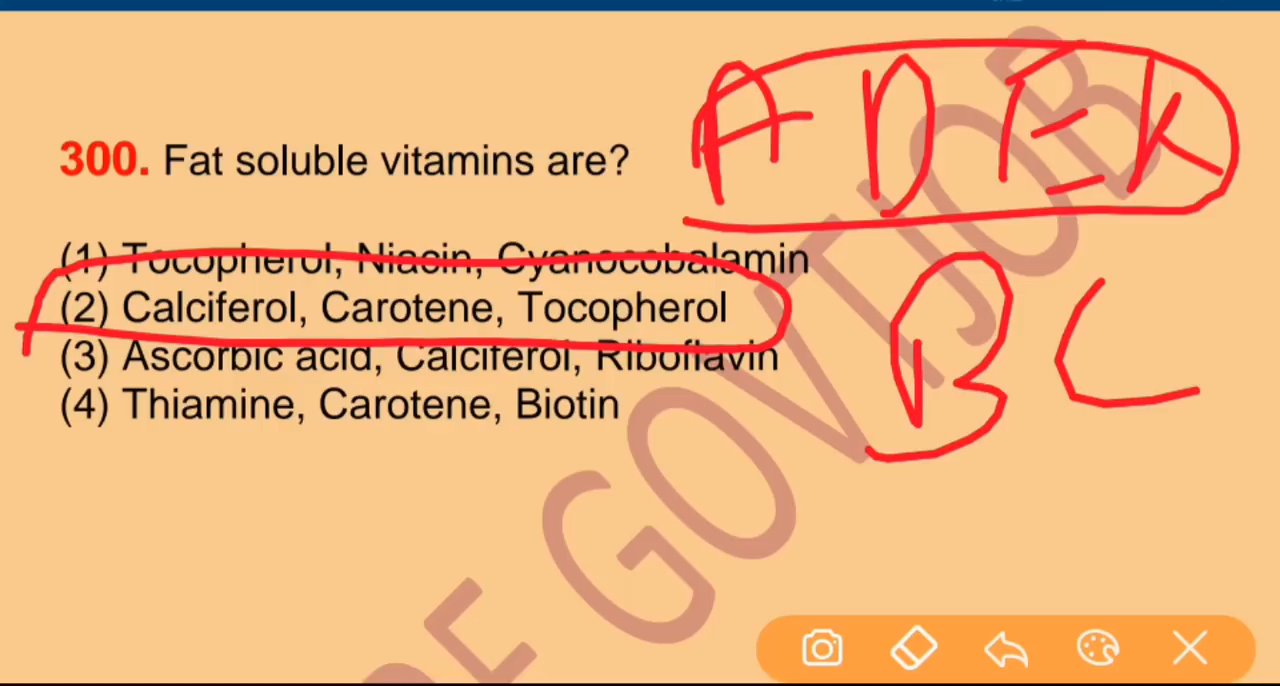 A D E K
300. Fat soluble vitamins are?
(1) Tocopherol, Niacin, Cyanocobalamin
(2) Calciferol, Carotene, Tocopherol
(3) Ascorbic acid, Calciferol, Riboflavin
(4) Thiamine, Carotene, Biotin
B C
GOVTJOB